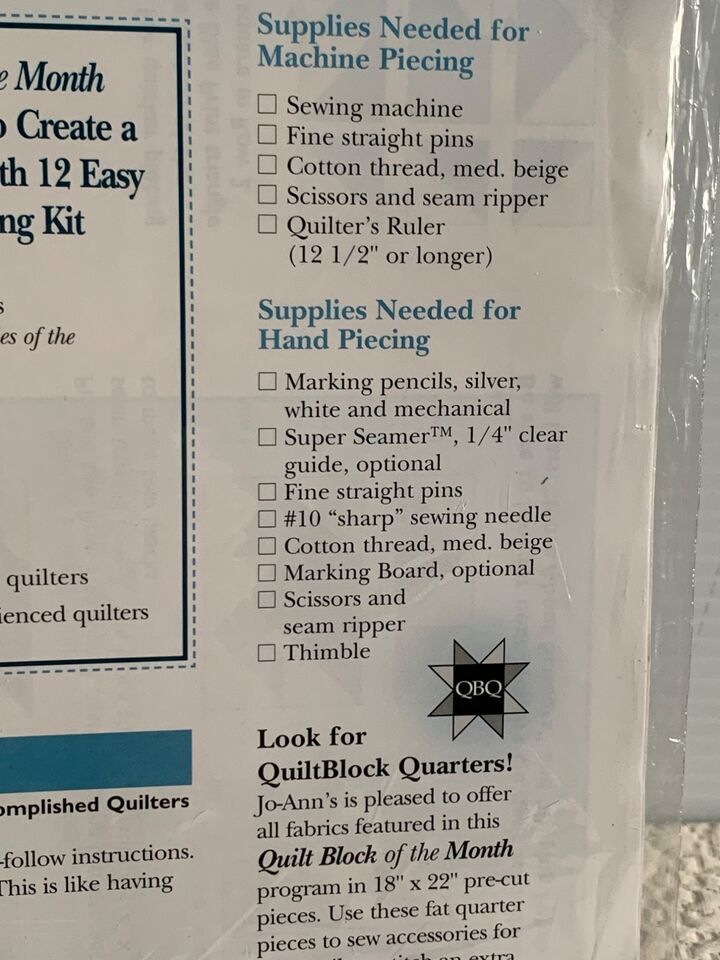 e Month
Create a
th 12 Easy
ng Kit
s
es of the
quilters
ienced quilters
omplished Quilters
-follow instructions.
This is like having
Supplies Needed for
Machine Piecing
☐ Sewing machine
☐ Fine straight pins
☐ Cotton thread, med. beige
☐ Scissors and seam ripper
☐ Quilter's Ruler
(12 1/2" or longer)
Supplies Needed for
Hand Piecing
☐ Marking pencils, silver,
white and mechanical
☐ Super Seamer™, 1/4" clear
guide, optional
☐ Fine straight pins
☐ #10 “sharp” sewing needle
☐ Cotton thread, med. beige
☐ Marking Board, optional
☐ Scissors and
seam ripper
☐ Thimble
QBQ
Look for
QuiltBlock Quarters!
Jo-Ann's is pleased to offer
all fabrics featured in this
Quilt Block of the Month
program in 18" x 22" pre-cut
pieces. Use these fat quarter
pieces to sew accessories for
on extra